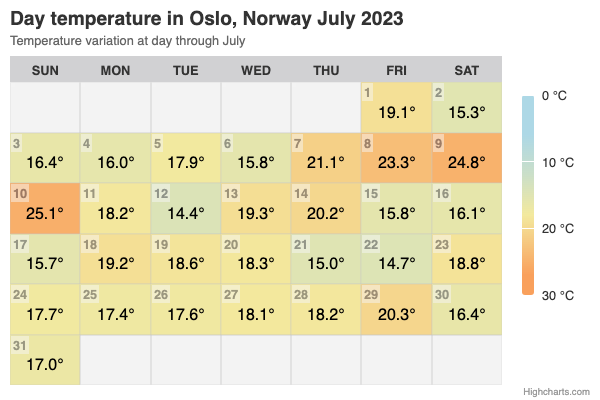 Day temperature in Oslo, Norway July 2023
Temperature variation at day through July
SUN MON TUE WED THU FRI SAT
1 2
19.1° 15.3°
3 4 5 6 7 8 9
16.4° 16.0° 17.9° 15.8° 21.1° 23.3° 24.8°
10 11 12 13 14 15 16
25.1° 18.2° 14.4° 19.3° 20.2° 15.8° 16.1°
17 18 19 20 21 22 23
15.7° 19.2° 18.6° 18.3° 15.0° 14.7° 18.8°
24 25 26 27 28 29 30
17.7° 17.4° 17.6° 18.1° 18.2° 20.3° 16.4°
31
17.0°
0 °C
10 °C
20 °C
30 °C
Highcharts.com